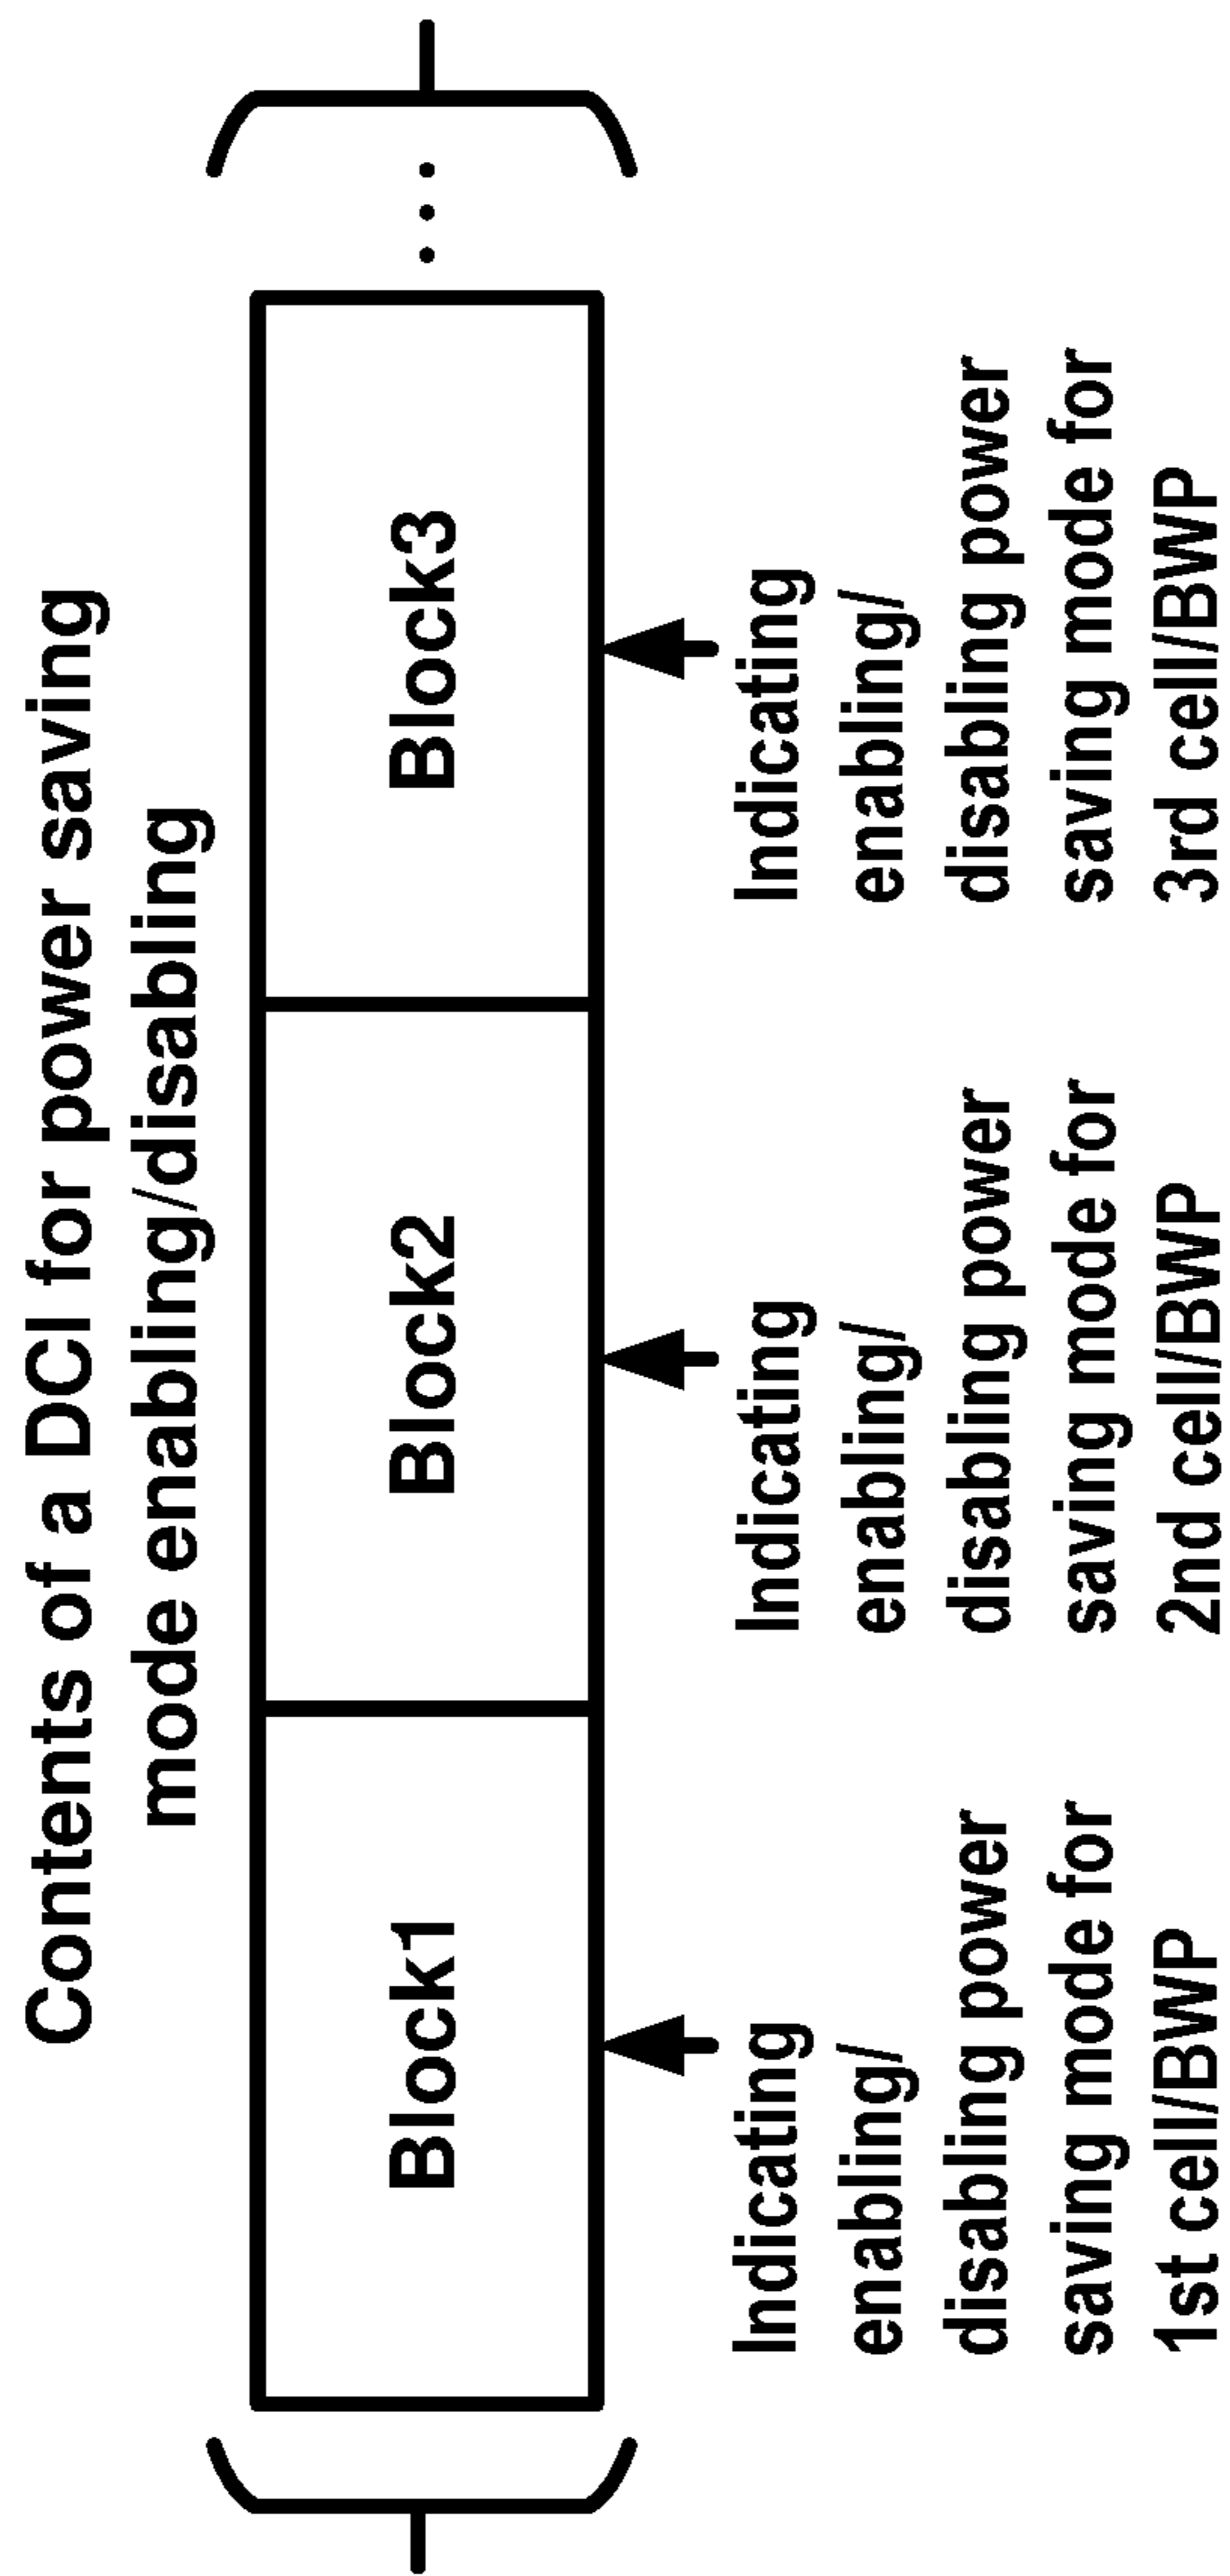 Contents of a DCI for power saving
mode enabling/disabling
Block1
Block2
Block3
...
Indicating
enabling/
disabling power
saving mode for
1st cell/BWP
Indicating
enabling/
disabling power
saving mode for
2nd cell/BWP
Indicating
enabling/
disabling power
saving mode for
3rd cell/BWP